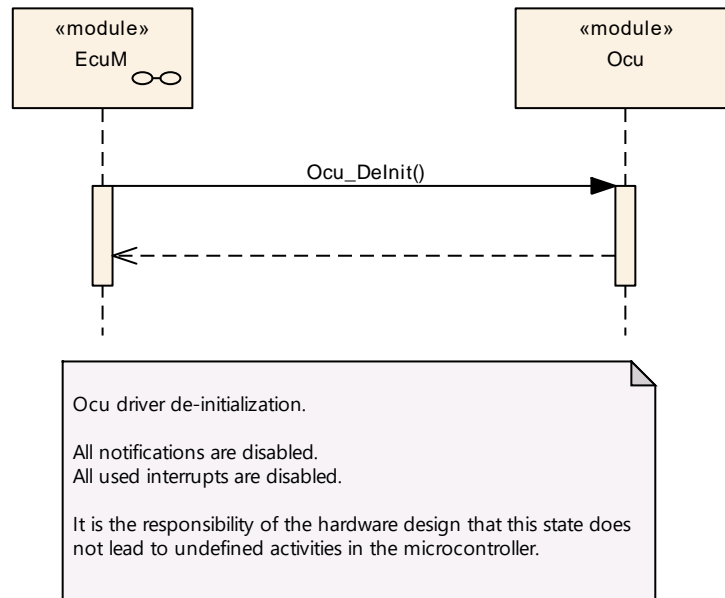 «module»
EcuM
«module»
Ocu
Ocu_DeInit()
Ocu driver de-initialization.
All notifications are disabled.
All used interrupts are disabled.
It is the responsibility of the hardware design that this state does
not lead to undefined activities in the microcontroller.